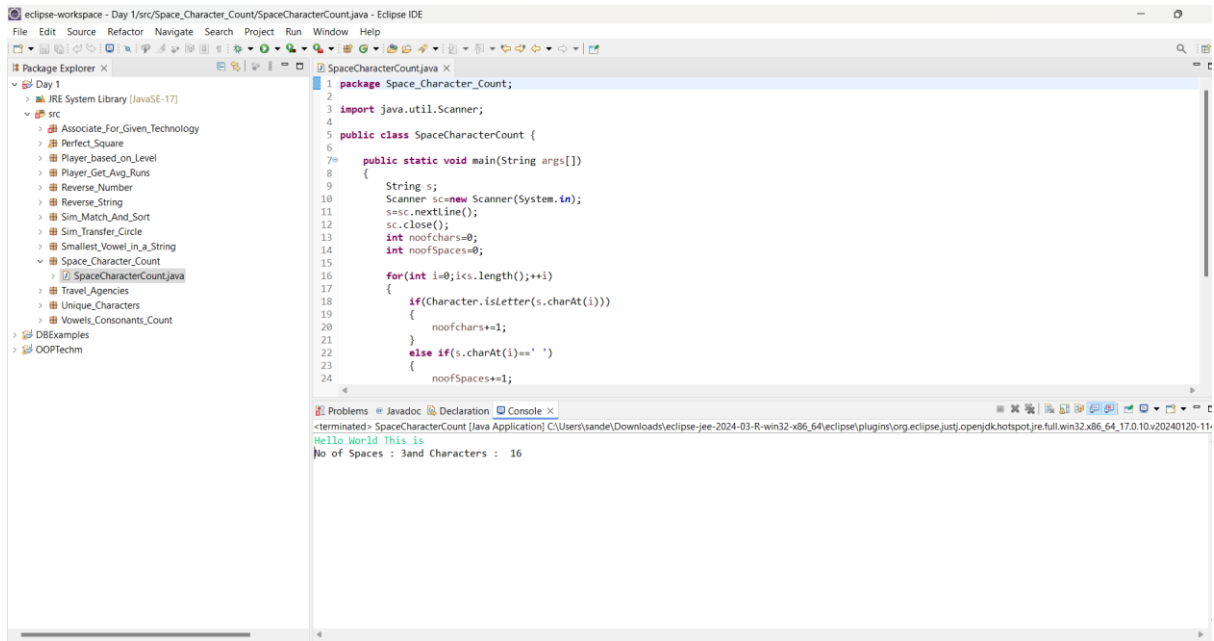 eclipse-workspace - Day 1/src/Space_Character_Count/SpaceCharacterCount.java - Eclipse IDE
File Edit Source Refactor Navigate Search Project Run Window Help
Package Explorer
Day 1
JRE System Library [JavaSE-17]
src
Associate_For_Given_Technology
Perfect_Square
Player_based_on_Level
Player_Get_Avg_Runs
Reverse_Number
Reverse_String
Sim_Match_And_Sort
Sim_Transfer_Circle
Smallest_Vowel_in_a_String
Space_Character_Count
SpaceCharacterCount.java
Travel_Agencies
Unique_Characters
Vowels_Consonants_Count
DBExamples
OOPTechm
SpaceCharacterCount.java
1 package Space_Character_Count;
2
3 import java.util.Scanner;
4
5 public class SpaceCharacterCount {
6
7 public static void main(String args[])
8 {
9 String s;
10 Scanner sc=new Scanner(System.in);
11 s=sc.nextLine();
12 sc.close();
13 int noofchars=0;
14 int noofSpaces=0;
15
16 for(int i=0;i<s.length();++i)
17 {
18 if(Character.isLetter(s.charAt(i)))
19 {
20 noofchars+=1;
21 }
22 else if(s.charAt(i)==' ')
23 {
24 noofSpaces+=1;
Problems Javadoc Declaration Console
<terminated> SpaceCharacterCount [Java Application] C:\Users\sande\Downloads\eclipse-jee-2024-03-R-win32-x86_64\eclipse\plugins\org.eclipse.justj.openjdk.hotspot.jre.full.win32.x86_64_17.0.10.v20240120-114
Hello World This is
No of Spaces : 3and Characters :  16